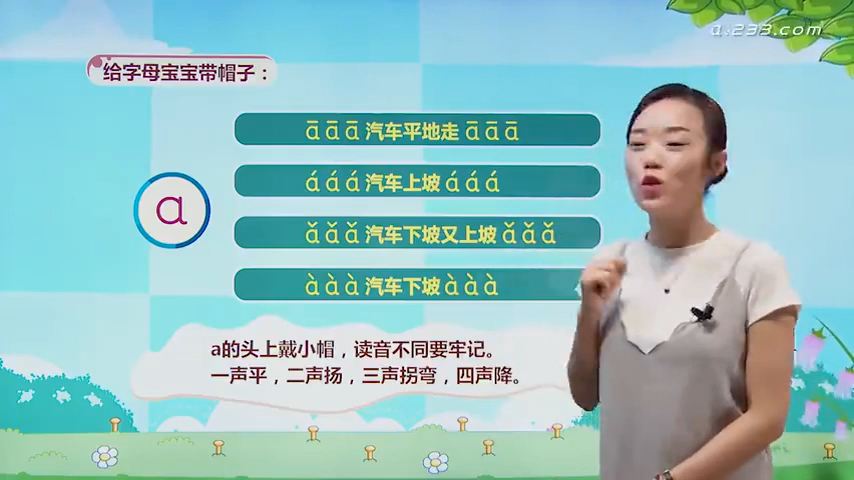 a.233.com
给字母宝宝带帽子：
ā ā ā 汽车平地走 ā ā ā
á á á 汽车上坡 á á á
ǎ ǎ ǎ 汽车下坡又上坡 ǎ ǎ ǎ
à à à 汽车下坡 à à à
a
a的头上戴小帽，读音不同要牢记。
一声平，二声扬，三声拐弯，四声降。